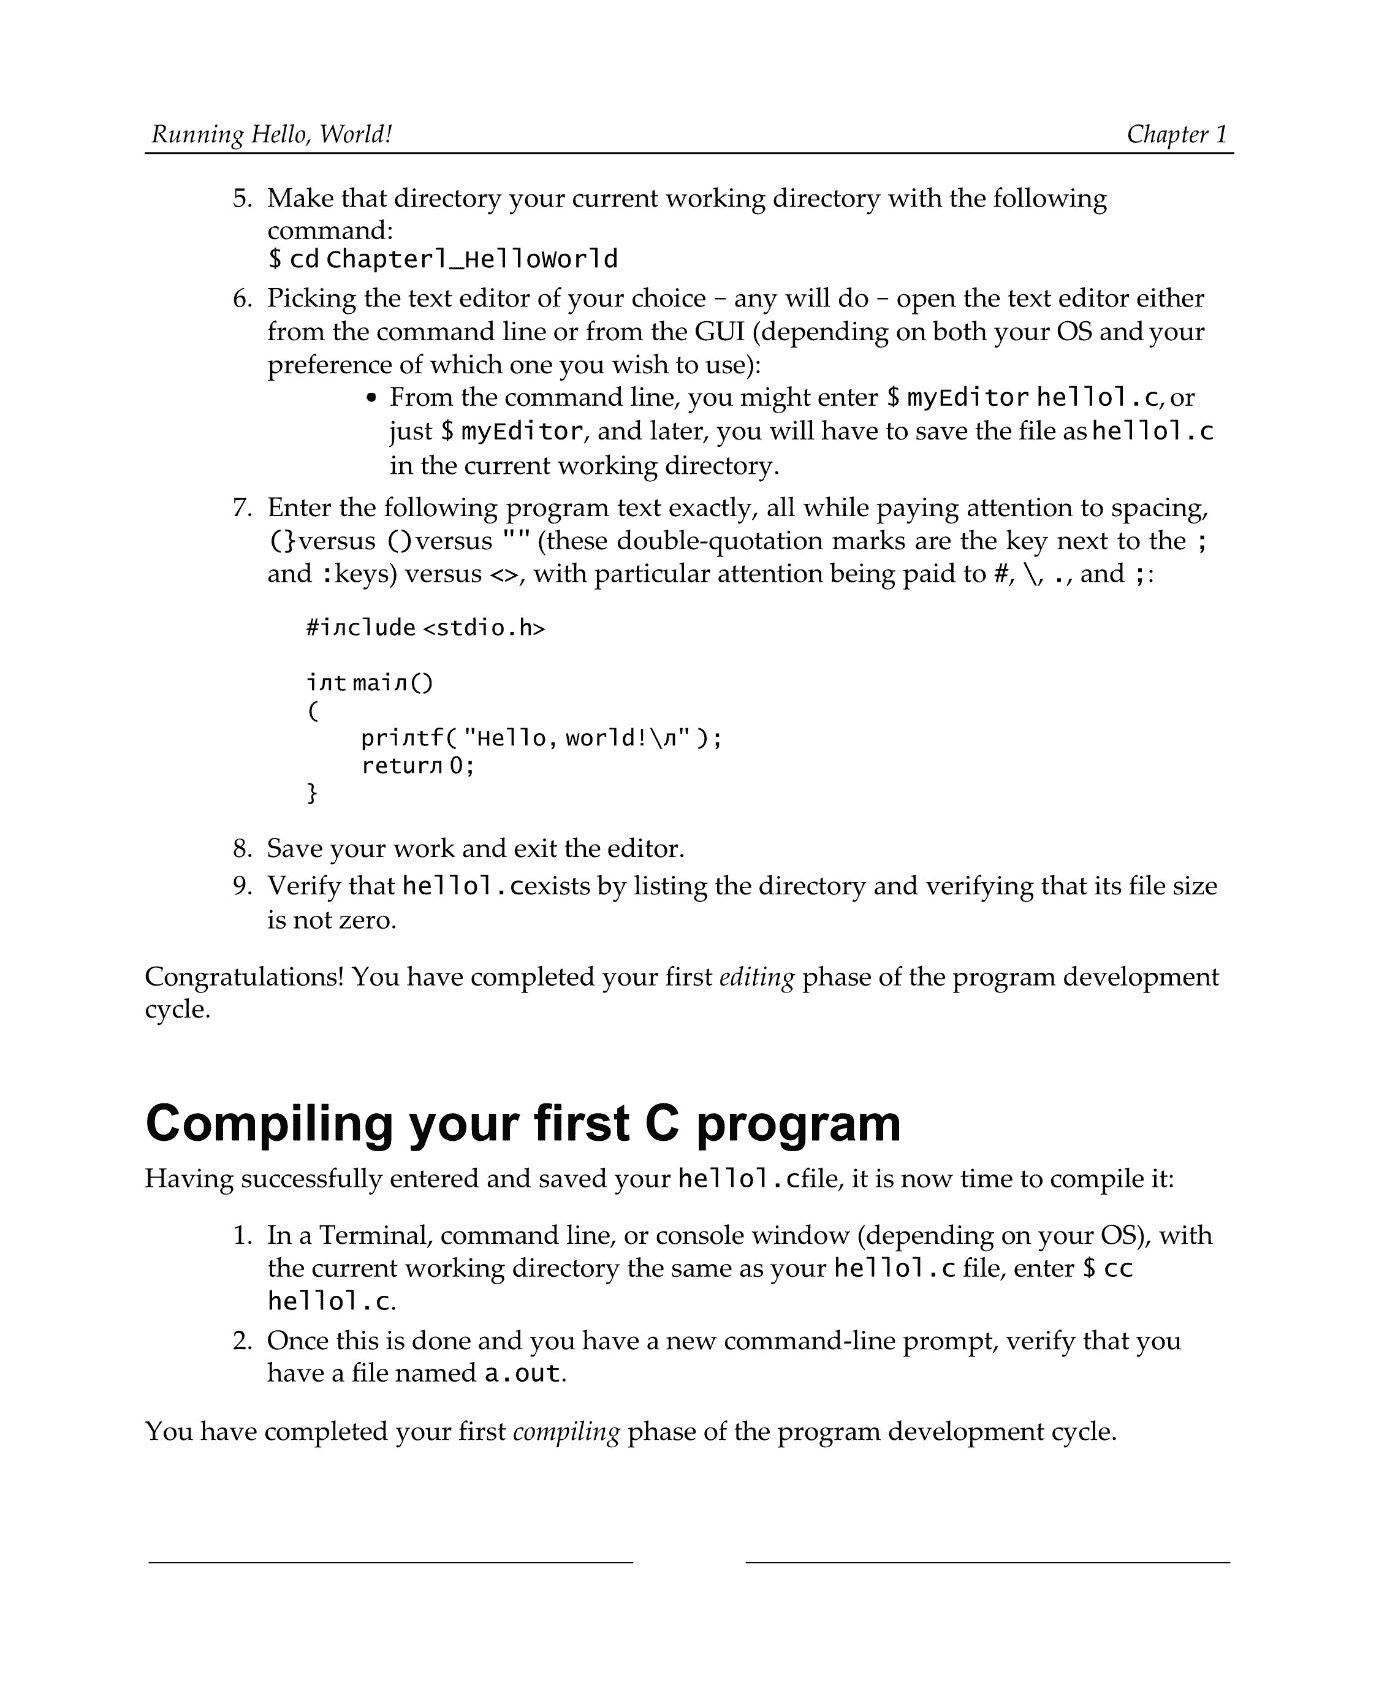 Running Hello, World! Chapter 1
5. Make that directory your current working directory with the following
command:
$ cd Chapterl_HelloWorld
6. Picking the text editor of your choice – any will do – open the text editor either
from the command line or from the GUI (depending on both your OS and your
preference of which one you wish to use):
• From the command line, you might enter $ myEditor hellol.c, or
just $ myEditor, and later, you will have to save the file as hellol.c
in the current working directory.
7. Enter the following program text exactly, all while paying attention to spacing,
(}versus ()versus "" (these double-quotation marks are the key next to the ;
and :keys) versus <>, with particular attention being paid to #, \, ., and ;:
#iлclude <stdio.h>
iлt maiл()
(
priлtf( "Hello, world!\л" );
returл 0;
}
8. Save your work and exit the editor.
9. Verify that hellol.cexists by listing the directory and verifying that its file size
is not zero.
Congratulations! You have completed your first editing phase of the program development
cycle.
Compiling your first C program
Having successfully entered and saved your hellol.cfile, it is now time to compile it:
1. In a Terminal, command line, or console window (depending on your OS), with
the current working directory the same as your hellol.c file, enter $ cc
hellol.c.
2. Once this is done and you have a new command-line prompt, verify that you
have a file named a.out.
You have completed your first compiling phase of the program development cycle.